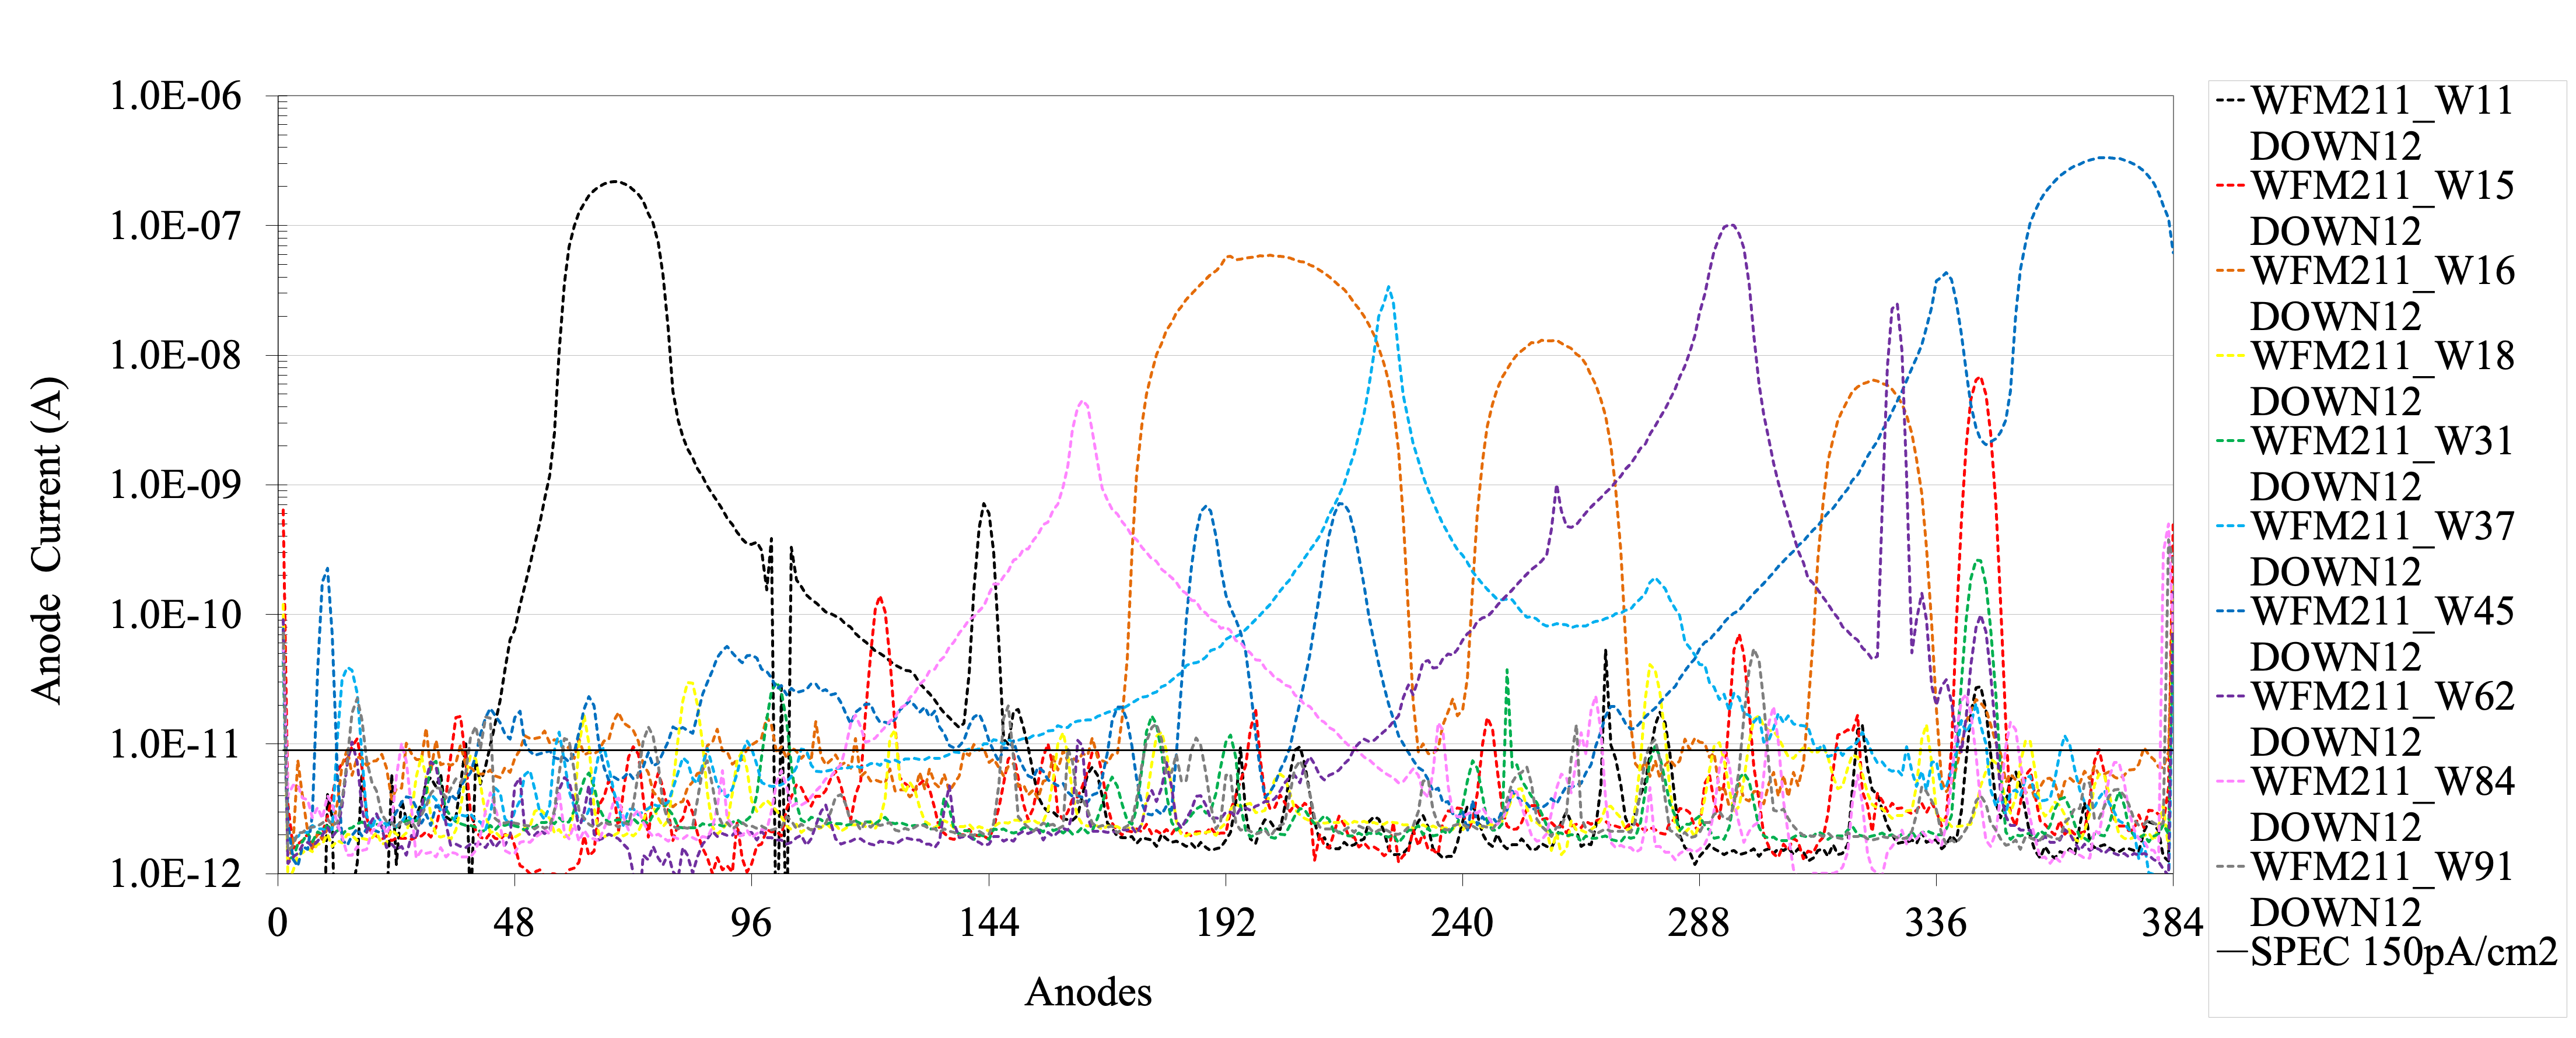 1.0E-06
1.0E-07
1.0E-08
1.0E-09
1.0E-10
1.0E-11
1.0E-12
Anode Current (A)
0 48 96 144 192 240 288 336 384
Anodes
WFM211_W11
DOWN12
WFM211_W15
DOWN12
WFM211_W16
DOWN12
WFM211_W18
DOWN12
WFM211_W31
DOWN12
WFM211_W37
DOWN12
WFM211_W45
DOWN12
WFM211_W62
DOWN12
WFM211_W84
DOWN12
WFM211_W91
DOWN12
SPEC 150pA/cm2